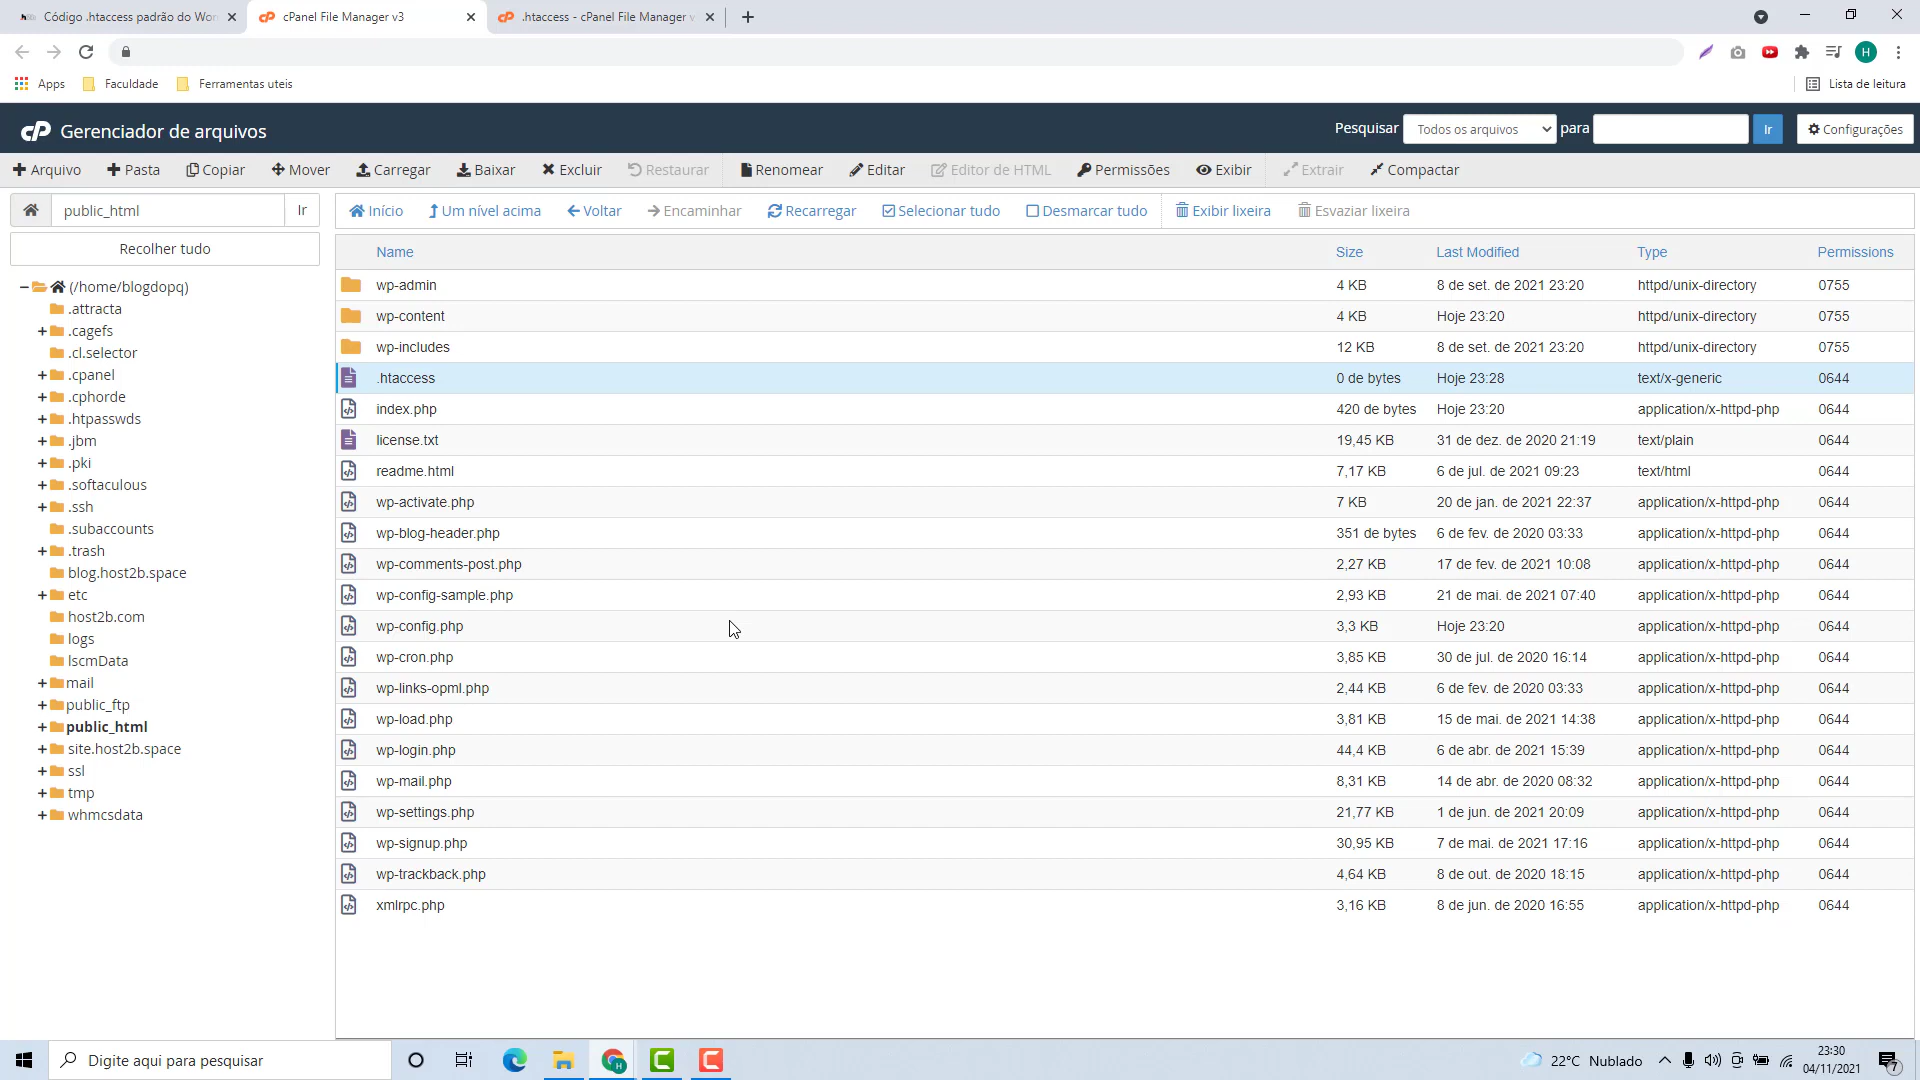 Código .htaccess padrão do Wor
cPanel File Manager v3
.htaccess - cPanel File Manager v
H
Apps
Faculdade
Ferramentas uteis
Lista de leitura
cP Gerenciador de arquivos
Pesquisar
Todos os arquivos
para
Ir
Configurações
Arquivo
Pasta
Copiar
Mover
Carregar
Baixar
Excluir
Restaurar
Renomear
Editar
Editor de HTML
Permissões
Exibir
Extrair
Compactar
public_html
Ir
Início
Um nível acima
Voltar
Encaminhar
Recarregar
Selecionar tudo
Desmarcar tudo
Exibir lixeira
Esvaziar lixeira
Recolher tudo
(/home/blogdopq)
.attracta
.cagefs
.cl.selector
.cpanel
.cphorde
.htpasswds
.jbm
.pki
.softaculous
.ssh
.subaccounts
.trash
blog.host2b.space
etc
host2b.com
logs
lscmData
mail
public_ftp
public_html
site.host2b.space
ssl
tmp
whmcsdata
Name Size Last Modified Type Permissions
wp-admin 4 KB 8 de set. de 2021 23:20 httpd/unix-directory 0755
wp-content 4 KB Hoje 23:20 httpd/unix-directory 0755
wp-includes 12 KB 8 de set. de 2021 23:20 httpd/unix-directory 0755
.htaccess 0 de bytes Hoje 23:28 text/x-generic 0644
index.php 420 de bytes Hoje 23:20 application/x-httpd-php 0644
license.txt 19,45 KB 31 de dez. de 2020 21:19 text/plain 0644
readme.html 7,17 KB 6 de jul. de 2021 09:23 text/html 0644
wp-activate.php 7 KB 20 de jan. de 2021 22:37 application/x-httpd-php 0644
wp-blog-header.php 351 de bytes 6 de fev. de 2020 03:33 application/x-httpd-php 0644
wp-comments-post.php 2,27 KB 17 de fev. de 2021 10:08 application/x-httpd-php 0644
wp-config-sample.php 2,93 KB 21 de mai. de 2021 07:40 application/x-httpd-php 0644
wp-config.php 3,3 KB Hoje 23:20 application/x-httpd-php 0644
wp-cron.php 3,85 KB 30 de jul. de 2020 16:14 application/x-httpd-php 0644
wp-links-opml.php 2,44 KB 6 de fev. de 2020 03:33 application/x-httpd-php 0644
wp-load.php 3,81 KB 15 de mai. de 2021 14:38 application/x-httpd-php 0644
wp-login.php 44,4 KB 6 de abr. de 2021 15:39 application/x-httpd-php 0644
wp-mail.php 8,31 KB 14 de abr. de 2020 08:32 application/x-httpd-php 0644
wp-settings.php 21,77 KB 1 de jun. de 2021 20:09 application/x-httpd-php 0644
wp-signup.php 30,95 KB 7 de mai. de 2021 17:16 application/x-httpd-php 0644
wp-trackback.php 4,64 KB 8 de out. de 2020 18:15 application/x-httpd-php 0644
xmlrpc.php 3,16 KB 8 de jun. de 2020 16:55 application/x-httpd-php 0644
Digite aqui para pesquisar
22°C Nublado
23:30
04/11/2021
7